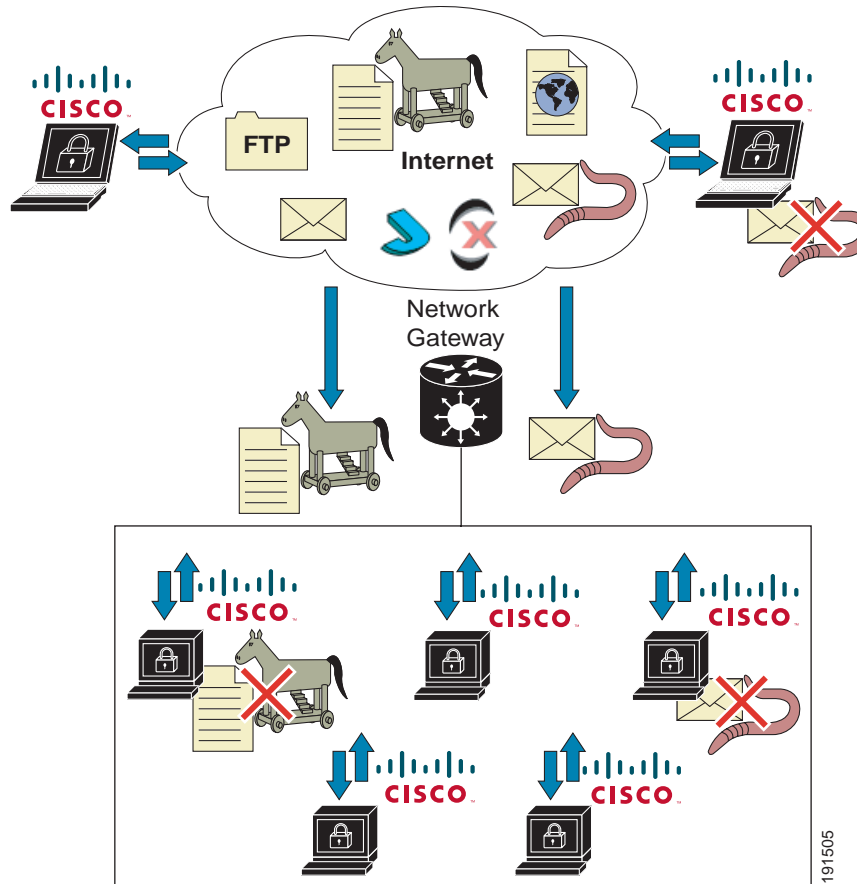 CISCO
CISCO
FTP
Internet
Network
Gateway
CISCO
CISCO
CISCO
CISCO
CISCO
191505